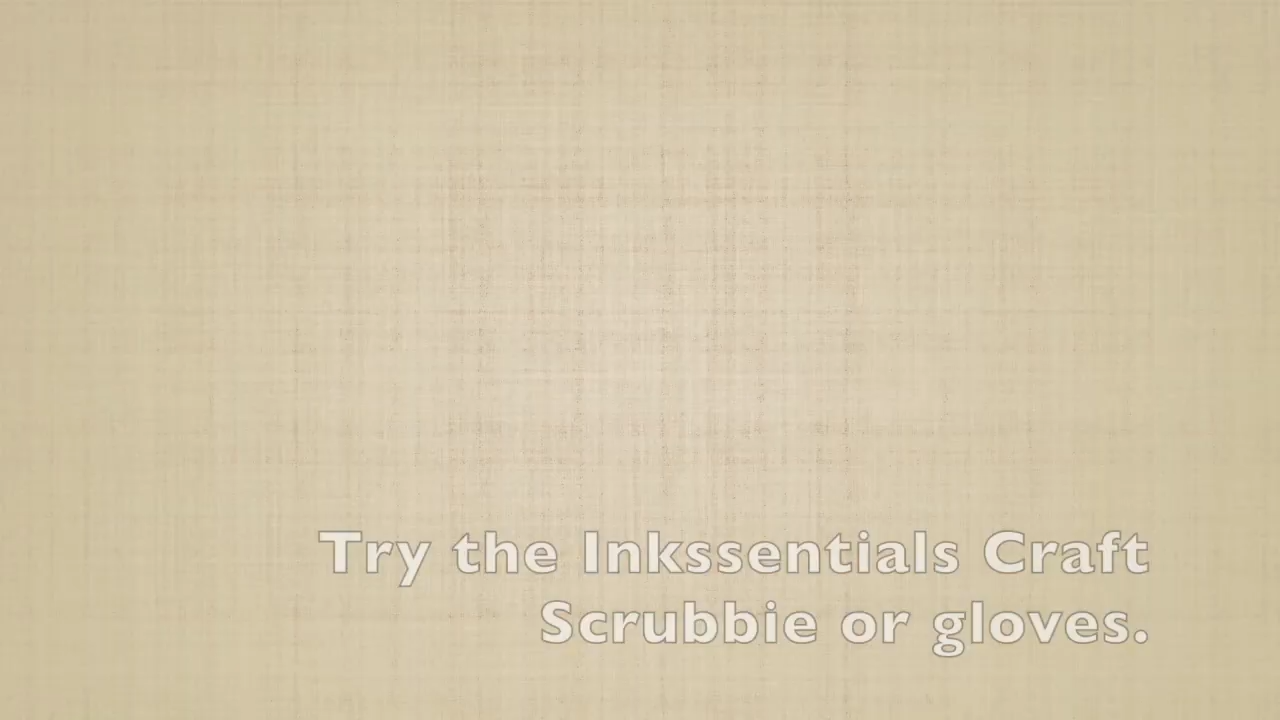 Try the Inkssentials Craft
Scrubbie or gloves.